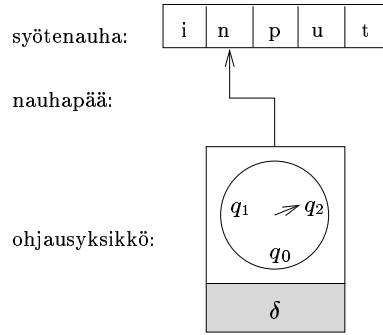 syötenauha: i n p u t
nauhapää:
q₁ q₂
ohjausyksikkö: q₀
δ